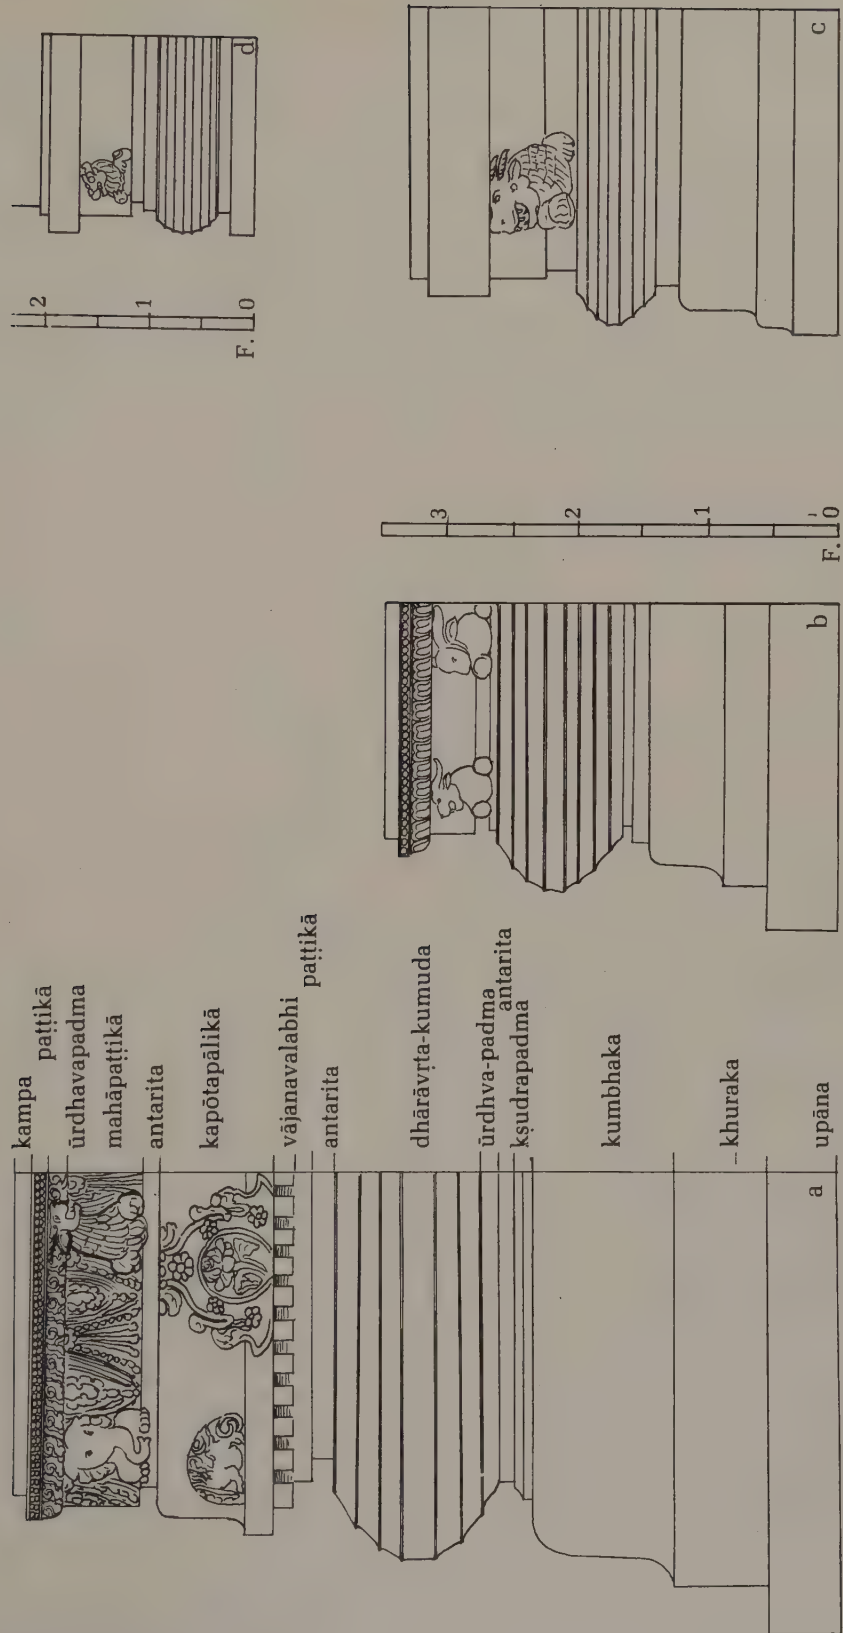 kampa
paṭṭikā
ūrdhavapadma
mahāpaṭṭikā
antarita
kapōtapālikā
vājanavalabhi
paṭṭikā
antarita
dhārāvṛta-kumuda
ūrdhva-padma
antarita
kṣudrapadma
kumbhaka
khuraka
upāna
a
b
3
2
1
0
F.
c
d
2
1
0
F.